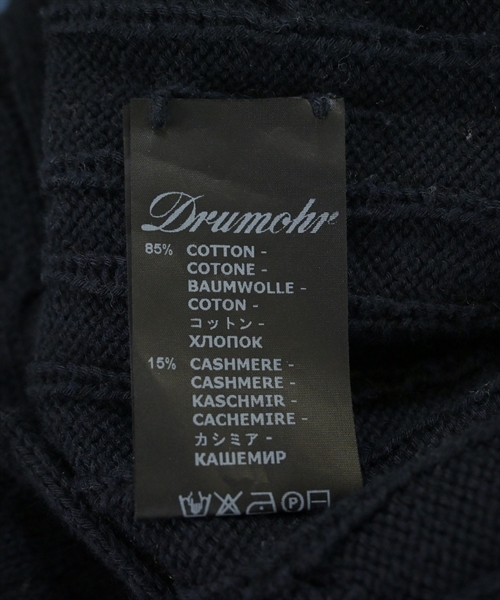 Drumohr
85% COTTON -
COTONE -
BAUMWOLLE -
COTON -
コットン -
ХЛОПОК
15% CASHMERE -
CASHMERE -
KASCHMIR -
CACHEMIRE -
カシミア -
КАШЕМИР
P